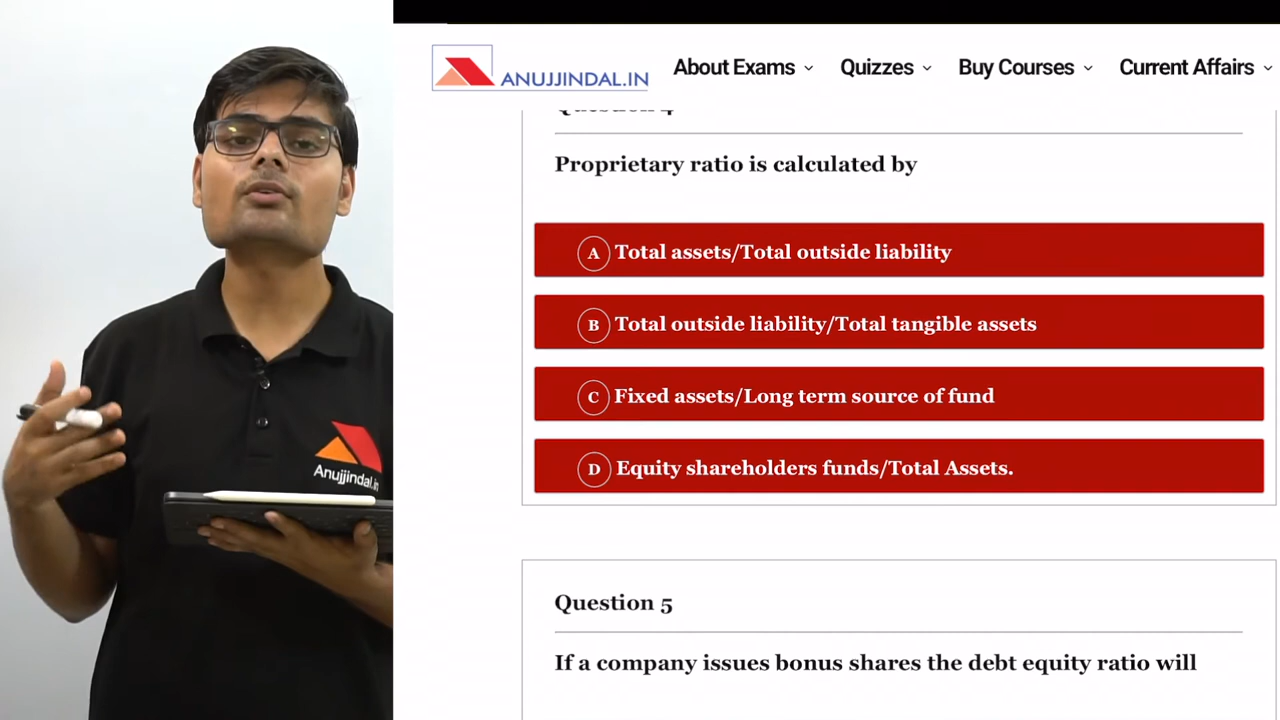 ANUJJINDAL.IN
About Exams
Quizzes
Buy Courses
Current Affairs
Question 4
Proprietary ratio is calculated by
A Total assets/Total outside liability
B Total outside liability/Total tangible assets
C Fixed assets/Long term source of fund
D Equity shareholders funds/Total Assets.
Question 5
If a company issues bonus shares the debt equity ratio will
Anujjindal.in